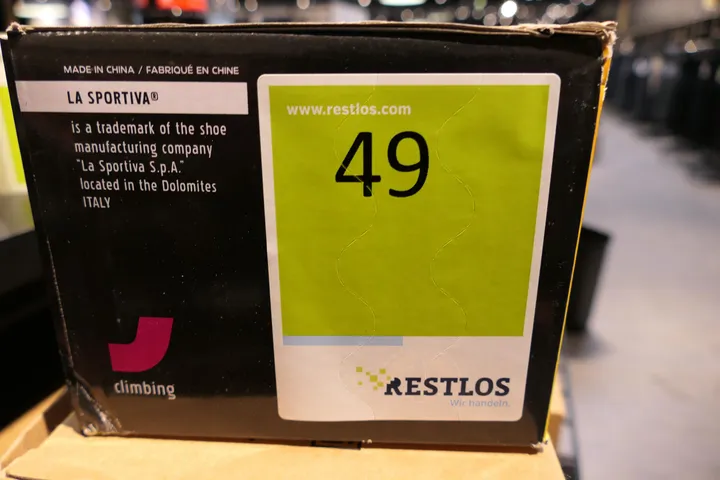 MADE IN CHINA / FABRIQUÉ EN CHINE
LA SPORTIVA®
is a trademark of the shoe
manufacturing company
"La Sportiva S.p.A."
located in the Dolomites
ITALY
climbing
www.restlos.com
49
RESTLOS
Wir handeln.